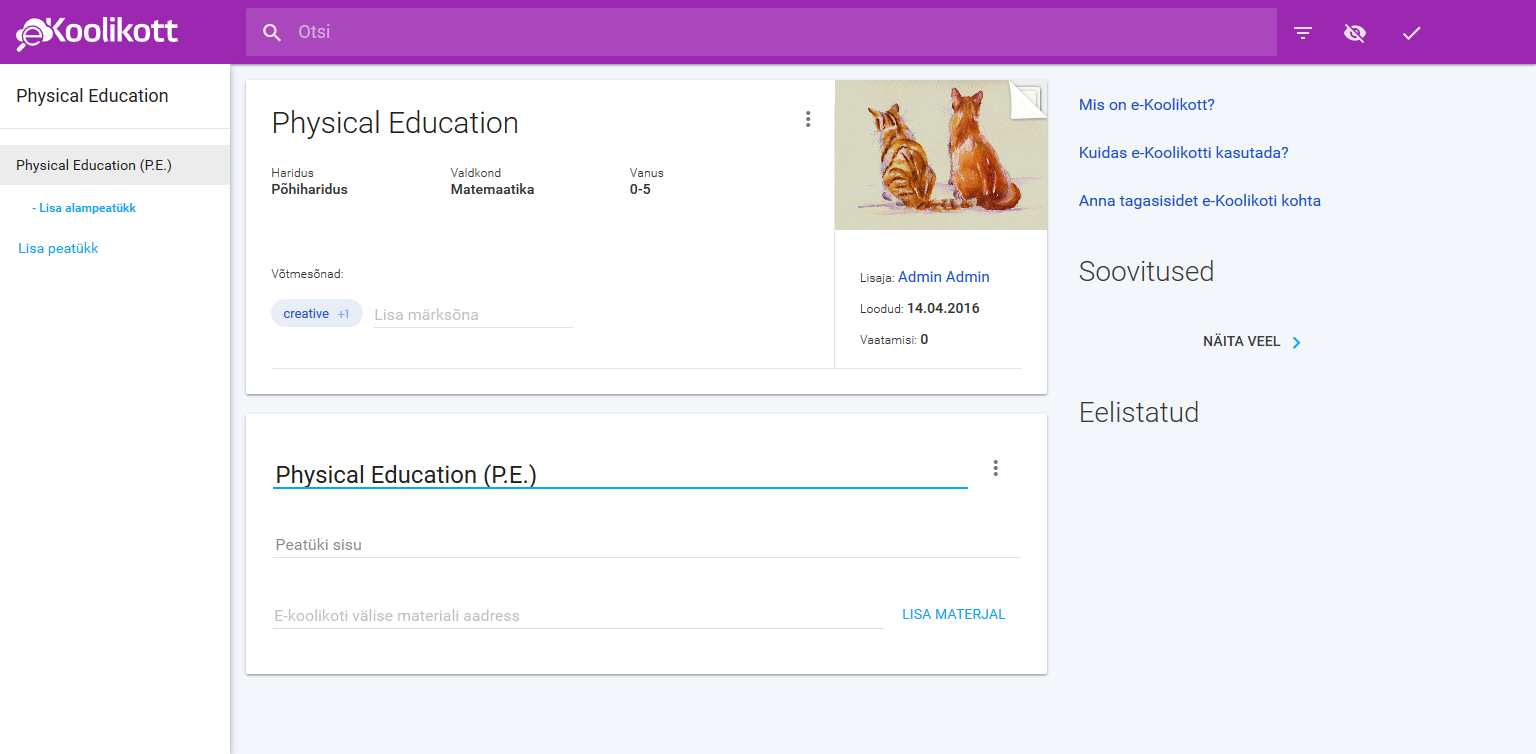 e-Koolikott
Otsi
Physical Education
Physical Education (P.E.)
- Lisa alampeatükk
Lisa peatükk
Physical Education
Haridus
Põhiharidus
Valdkond
Matemaatika
Vanus
0-5
Võtmesõnad:
creative +1
Lisa märksõna
Lisaja: Admin Admin
Loodud: 14.04.2016
Vaatamisi: 0
Physical Education (P.E.)
Peatüki sisu
E-koolikoti välise materiali aadress
LISA MATERJAL
Mis on e-Koolikott?
Kuidas e-Koolikotti kasutada?
Anna tagasisidet e-Koolikoti kohta
Soovitused
NÄITA VEEL
Eelistatud